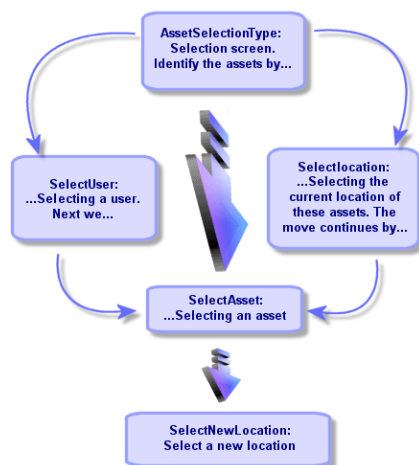 AssetSelectionType:
Selection screen.
Identify the assets by...
SelectUser:
...Selecting a user.
Next we...
Selectlocation:
...Selecting the
current location of
these assets. The
move continues by...
SelectAsset:
...Selecting an asset
SelectNewLocation:
Select a new location